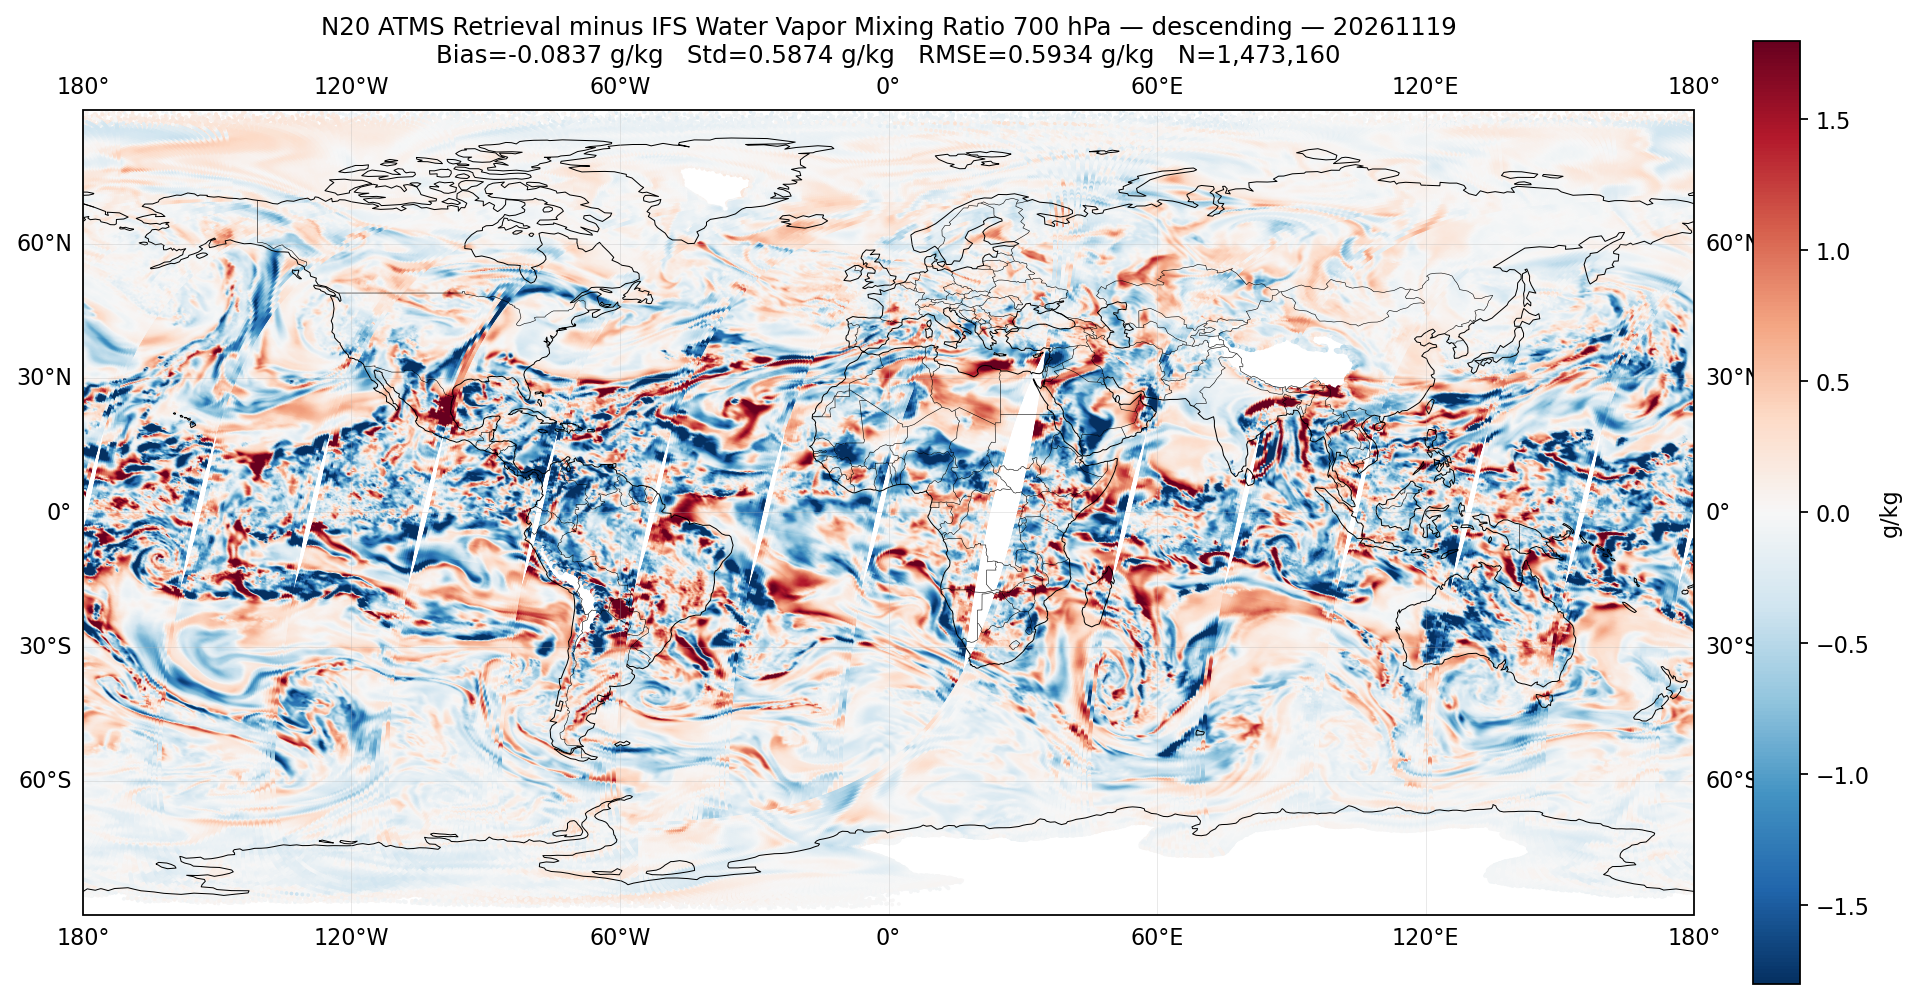 N20 ATMS Retrieval minus IFS Water Vapor Mixing Ratio 700 hPa — descending — 20261119
Bias=-0.0837 g/kg Std=0.5874 g/kg RMSE=0.5934 g/kg N=1,473,160
180° 120°W 60°W 0° 60°E 120°E 180°
60°N 60°N
30°N 30°N
0° 0°
30°S 30°S
60°S 60°S
180° 120°W 60°W 0° 60°E 120°E 180°
1.5
1.0
0.5
0.0
−0.5
−1.0
−1.5
g/kg